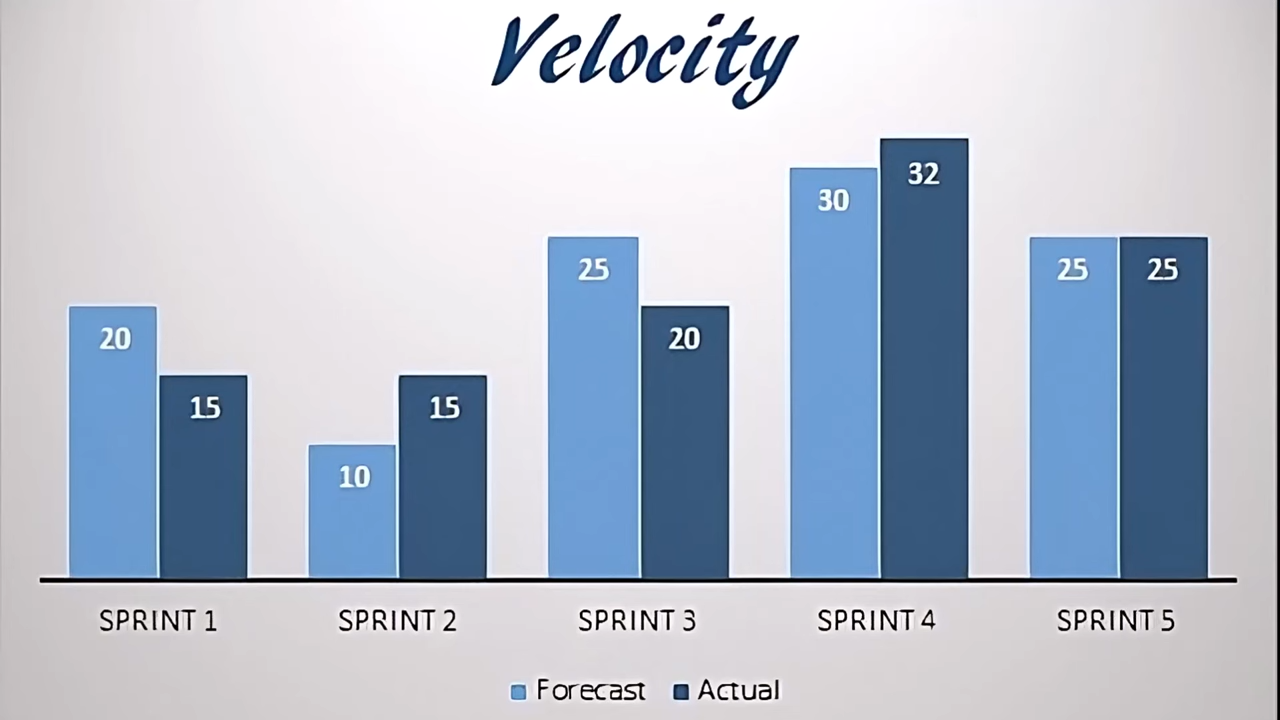 Velocity
20 15 10 15 25 20 30 32 25 25
SPRINT 1 SPRINT 2 SPRINT 3 SPRINT 4 SPRINT 5
Forecast Actual